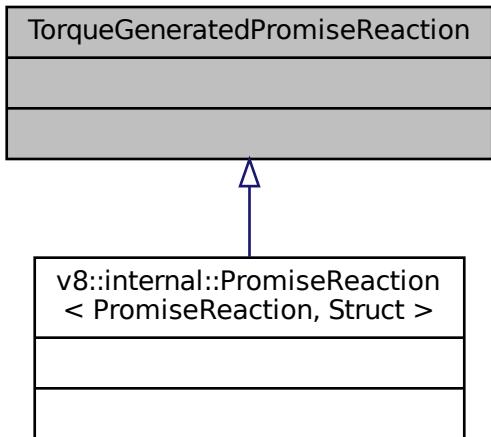 TorqueGeneratedPromiseReaction
v8::internal::PromiseReaction
< PromiseReaction, Struct >